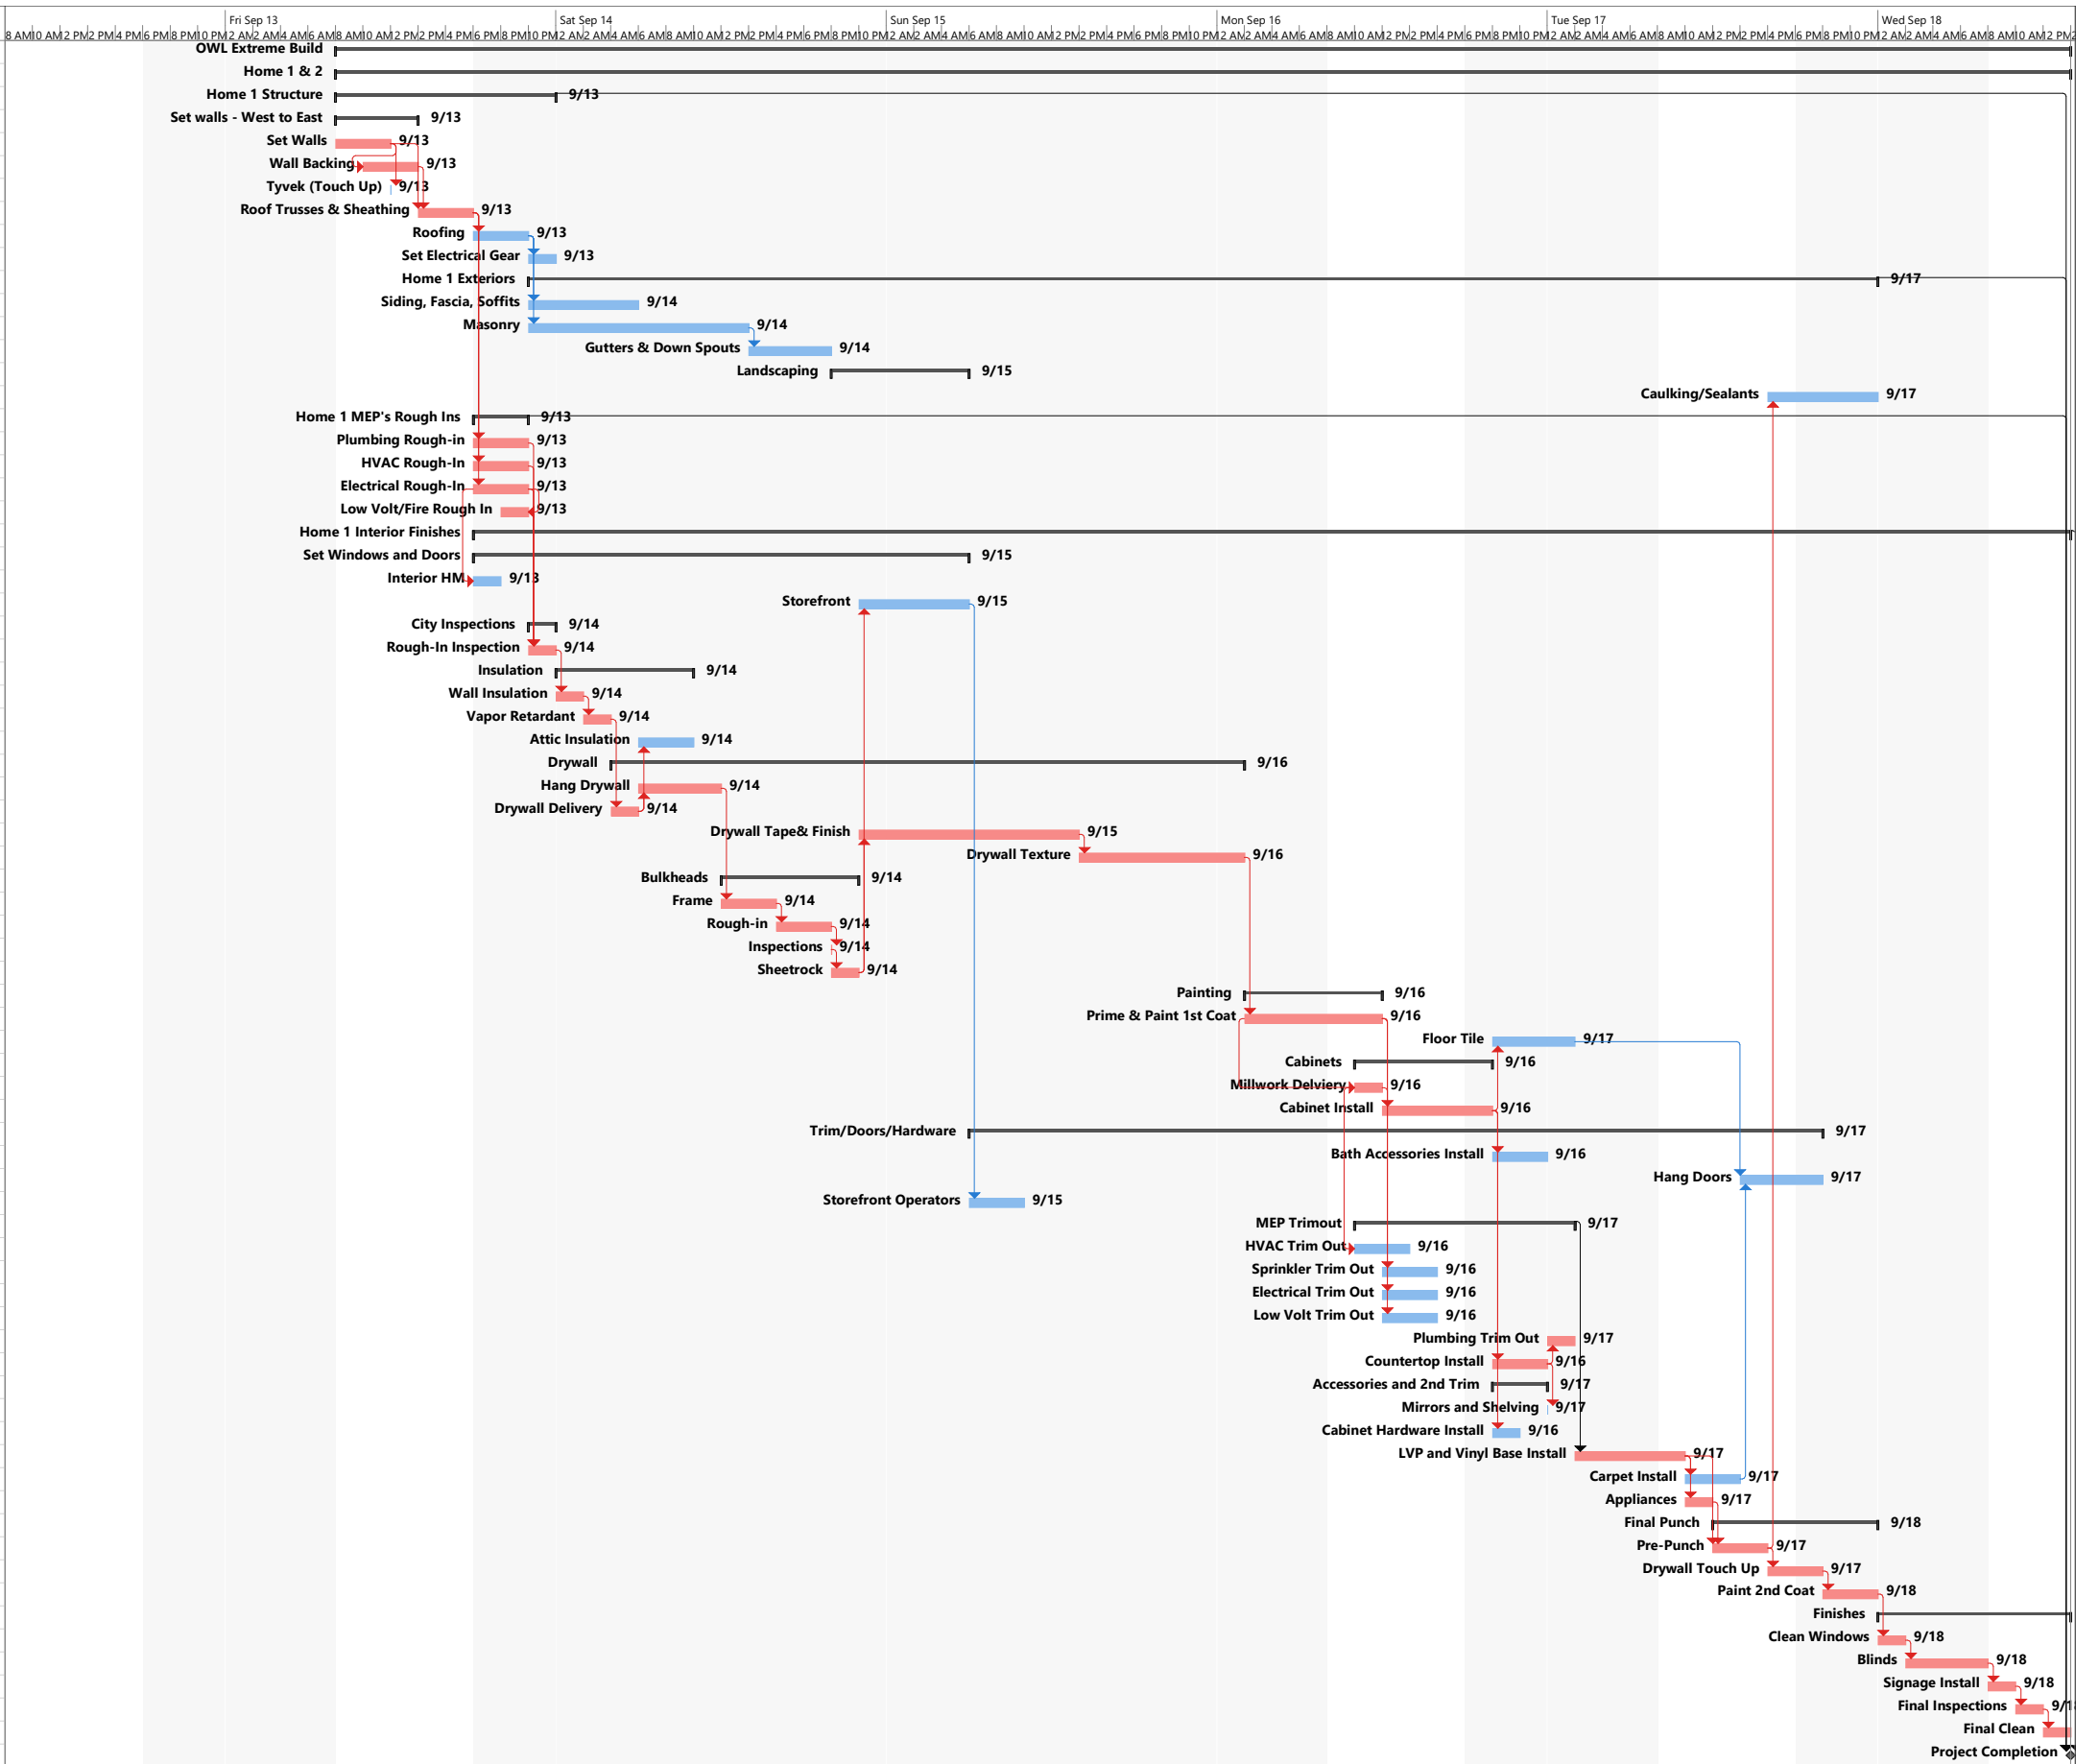 Fri Sep 13 Sat Sep 14 Sun Sep 15 Mon Sep 16 Tue Sep 17 Wed Sep 18
OWL Extreme Build
Home 1 & 2
Home 1 Structure 9/13
Set walls - West to East 9/13
Set Walls 9/13
Wall Backing 9/13
Tyvek (Touch Up) 9/13
Roof Trusses & Sheathing 9/13
Roofing 9/13
Set Electrical Gear 9/13
Home 1 Exteriors 9/17
Siding, Fascia, Soffits 9/14
Masonry 9/14
Gutters & Down Spouts 9/14
Landscaping 9/15
Caulking/Sealants 9/17
Home 1 MEP's Rough Ins 9/13
Plumbing Rough-in 9/13
HVAC Rough-In 9/13
Electrical Rough-In 9/13
Low Volt/Fire Rough In 9/13
Home 1 Interior Finishes
Set Windows and Doors 9/15
Interior HM 9/13
Storefront 9/15
City Inspections 9/14
Rough-In Inspection 9/14
Insulation 9/14
Wall Insulation 9/14
Vapor Retardant 9/14
Attic Insulation 9/14
Drywall 9/16
Hang Drywall 9/14
Drywall Delivery 9/14
Drywall Tape& Finish 9/15
Drywall Texture 9/16
Bulkheads 9/14
Frame 9/14
Rough-in 9/14
Inspections 9/14
Sheetrock 9/14
Painting 9/16
Prime & Paint 1st Coat 9/16
Floor Tile 9/17
Cabinets 9/16
Millwork Delviery 9/16
Cabinet Install 9/16
Trim/Doors/Hardware 9/17
Bath Accessories Install 9/16
Hang Doors 9/17
Storefront Operators 9/15
MEP Trimout 9/17
HVAC Trim Out 9/16
Sprinkler Trim Out 9/16
Electrical Trim Out 9/16
Low Volt Trim Out 9/16
Plumbing Trim Out 9/17
Countertop Install 9/16
Accessories and 2nd Trim 9/17
Mirrors and Shelving 9/17
Cabinet Hardware Install 9/16
LVP and Vinyl Base Install 9/17
Carpet Install 9/17
Appliances 9/17
Final Punch 9/18
Pre-Punch 9/17
Drywall Touch Up 9/17
Paint 2nd Coat 9/18
Finishes
Clean Windows 9/18
Blinds 9/18
Signage Install 9/18
Final Inspections
Final Clean
Project Completion